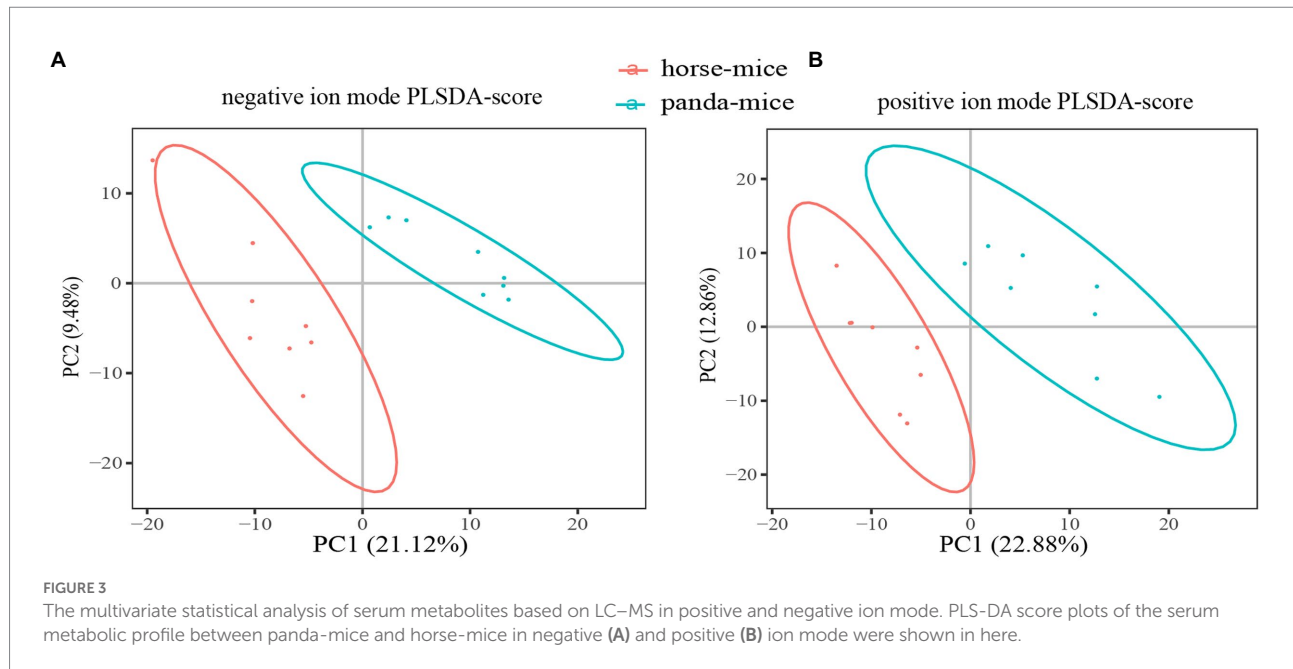 A
B
a horse-mice
a panda-mice
negative ion mode PLSDA-score
positive ion mode PLSDA-score
PC2 (9.48%)
10
0
−10
−20
−20
−10
0
10
20
PC1 (21.12%)
PC2 (12.86%)
20
10
0
−10
−20
−20
−10
0
10
20
PC1 (22.88%)
FIGURE 3
The multivariate statistical analysis of serum metabolites based on LC–MS in positive and negative ion mode. PLS-DA score plots of the serum
metabolic profile between panda-mice and horse-mice in negative (A) and positive (B) ion mode were shown in here.